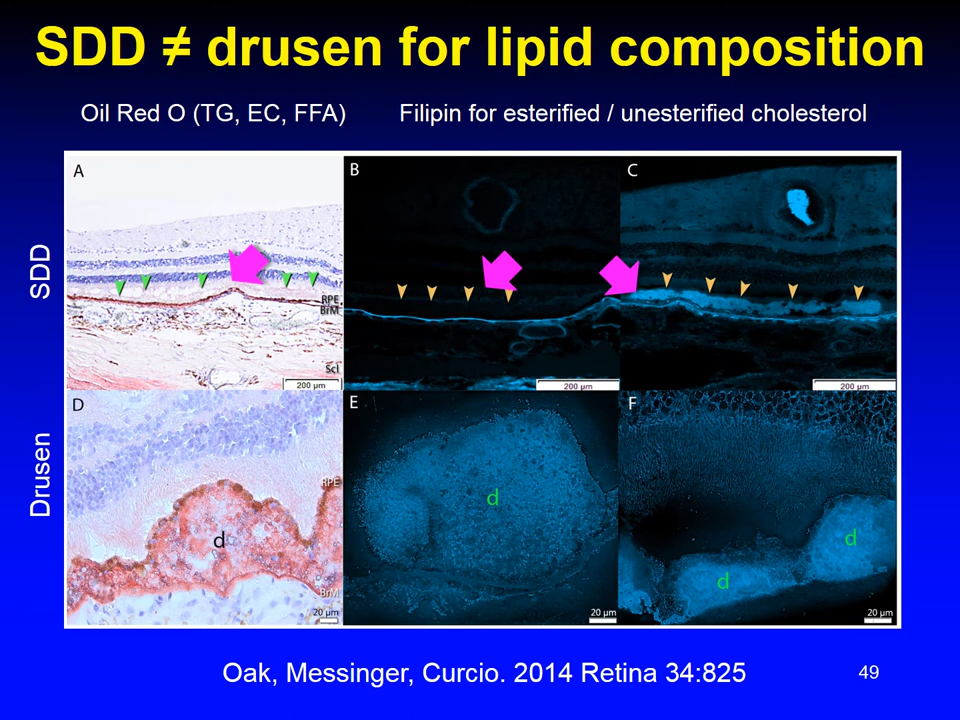 SDD ≠ drusen for lipid composition
Oil Red O (TG, EC, FFA)
Filipin for esterified / unesterified cholesterol
SDD
A
RPE
BrM
Scl
200 µm
B
200 µm
C
200 µm
Drusen
D
RPE
d
BrM
20 µm
E
d
20 µm
F
d
d
20 µm
Oak, Messinger, Curcio. 2014 Retina 34:825
49